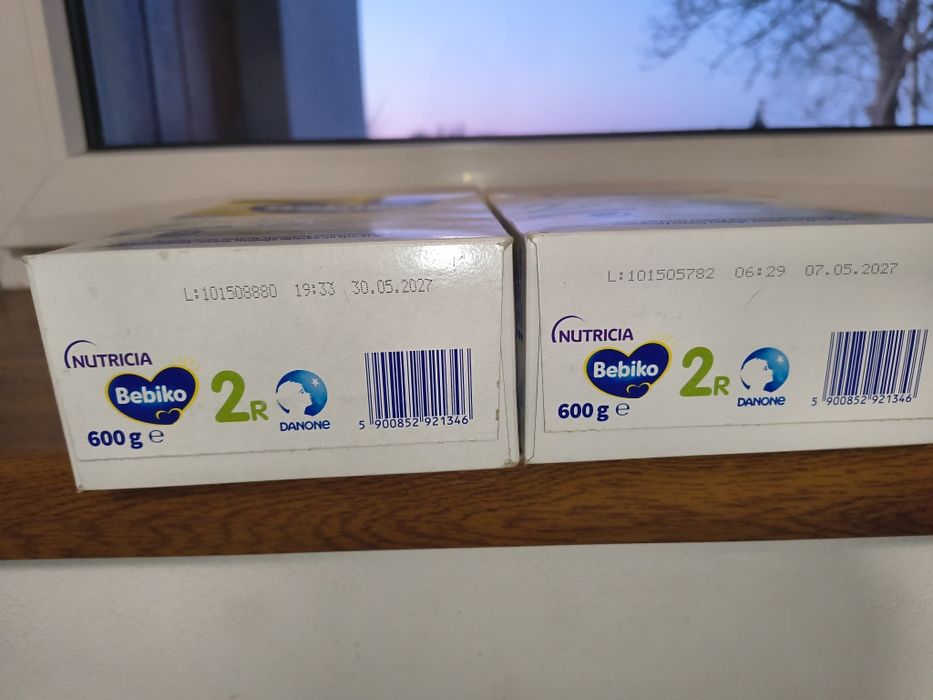 L:101508880 19:33 30.05.2027
NUTRICIA
Bebiko
2R
DANONE
600 g e
5 900852 921346
L:101505782 06:29 07.05.2027
NUTRICIA
Bebiko
2R
DANONE
600 g e
5 900852 921346